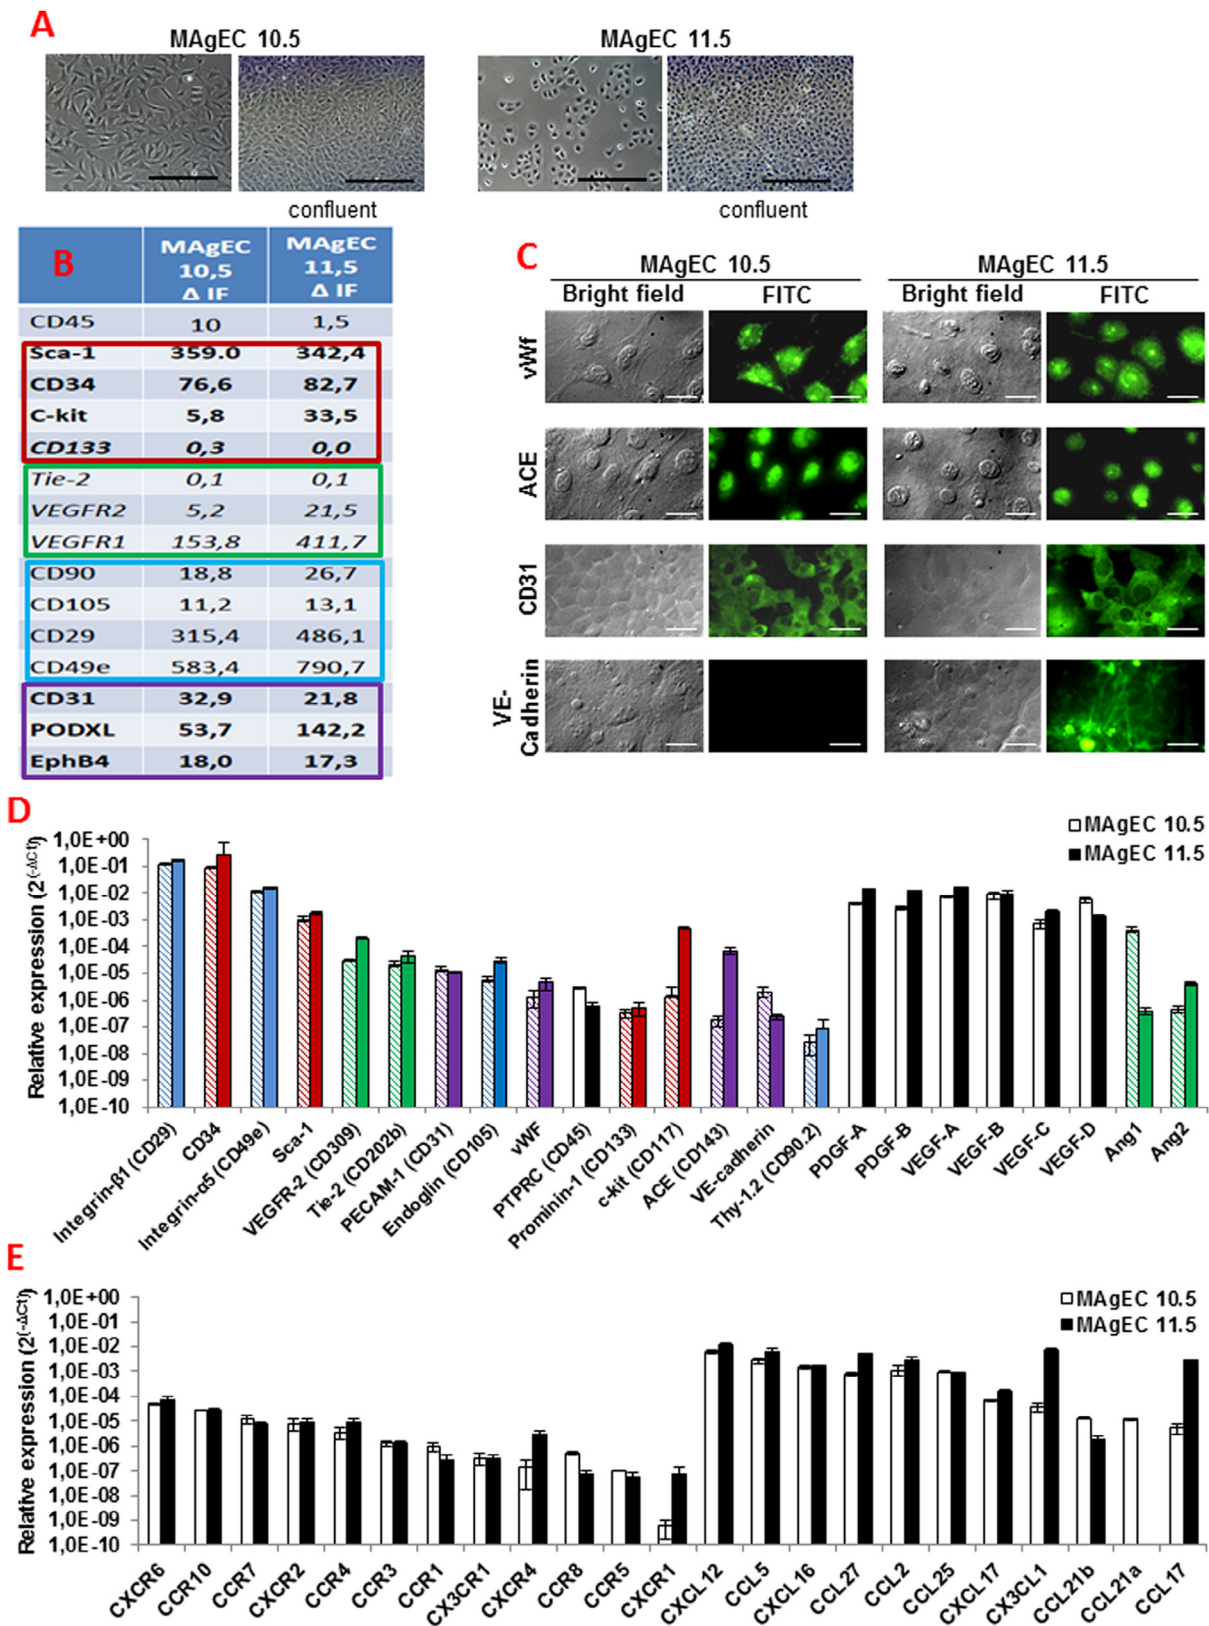 A
MAgEC 10.5
MAgEC 11.5
confluent
confluent
B
MAgEC 10,5 Δ IF
MAgEC 11,5 Δ IF
CD45 10 1,5
Sca-1 359.0 342,4
CD34 76,6 82,7
C-kit 5,8 33,5
CD133 0,3 0,0
Tie-2 0,1 0,1
VEGFR2 5,2 21,5
VEGFR1 153,8 411,7
CD90 18,8 26,7
CD105 11,2 13,1
CD29 315,4 486,1
CD49e 583,4 790,7
CD31 32,9 21,8
PODXL 53,7 142,2
EphB4 18,0 17,3
C
MAgEC 10.5 MAgEC 11.5
Bright field FITC Bright field FITC
vWf
ACE
CD31
VE-
Cadherin
D
Relative expression (2(-ΔCt))
1,0E+00
1,0E-01
1,0E-02
1,0E-03
1,0E-04
1,0E-05
1,0E-06
1,0E-07
1,0E-08
1,0E-09
1,0E-10
MAgEC 10.5
MAgEC 11.5
Integrin-β1 (CD29)
CD34
Integrin-α5 (CD49e)
Sca-1
VEGFR-2 (CD309)
Tie-2 (CD202b)
PECAM-1 (CD31)
Endoglin (CD105)
vWF
PTPRC (CD45)
Prominin-1 (CD133)
c-kit (CD117)
ACE (CD143)
VE-cadherin
Thy-1.2 (CD90.2)
PDGF-A
PDGF-B
VEGF-A
VEGF-B
VEGF-C
VEGF-D
Ang1
Ang2
E
Relative expression (2(-ΔCt))
1,0E+00
1,0E-01
1,0E-02
1,0E-03
1,0E-04
1,0E-05
1,0E-06
1,0E-07
1,0E-08
1,0E-09
1,0E-10
MAgEC 10.5
MAgEC 11.5
CXCR6
CCR10
CCR7
CXCR2
CCR4
CCR3
CCR1
CX3CR1
CXCR4
CCR8
CCR5
CXCR1
CXCL12
CCL5
CXCL16
CCL27
CCL2
CCL25
CXCL17
CX3CL1
CCL21b
CCL21a
CCL17